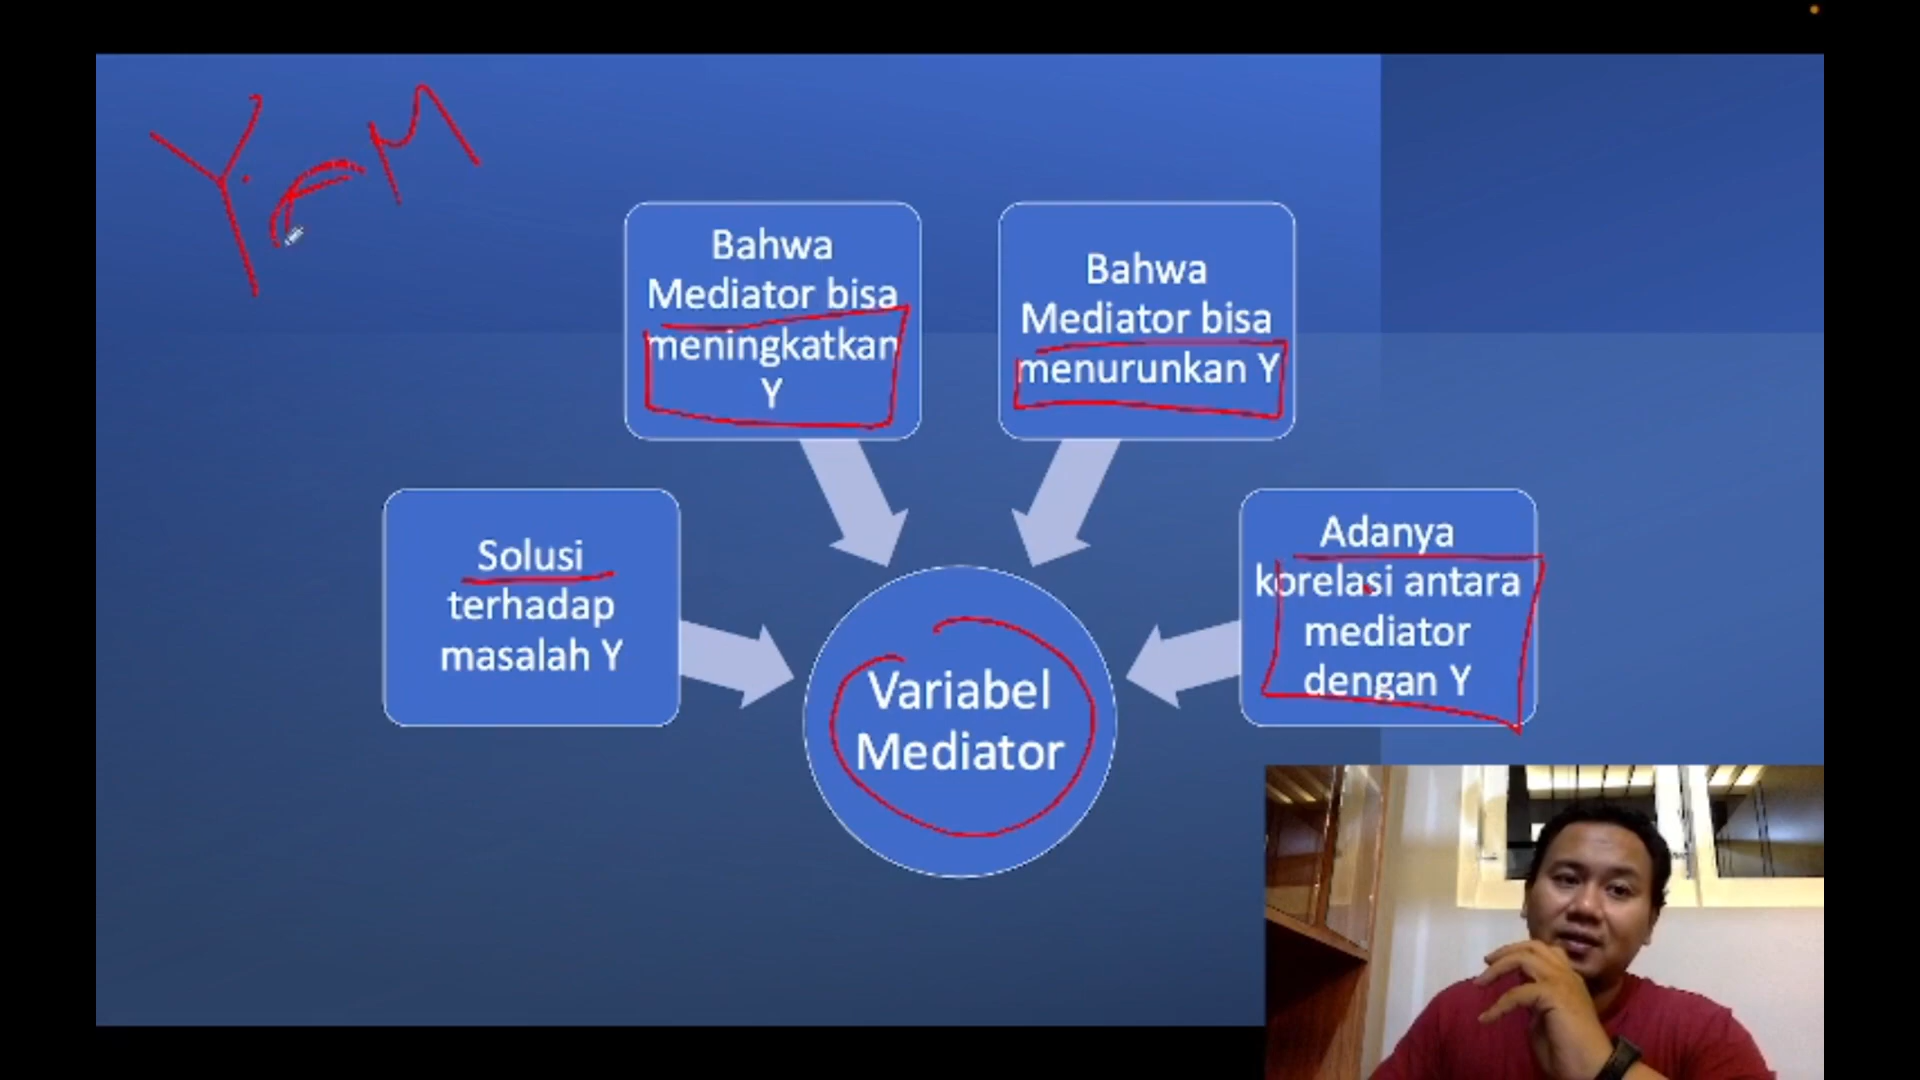 Y M
Bahwa
Mediator bisa
meningkatkan
Y
Bahwa
Mediator bisa
menurunkan Y
Solusi
terhadap
masalah Y
Adanya
korelasi antara
mediator
dengan Y
Variabel
Mediator